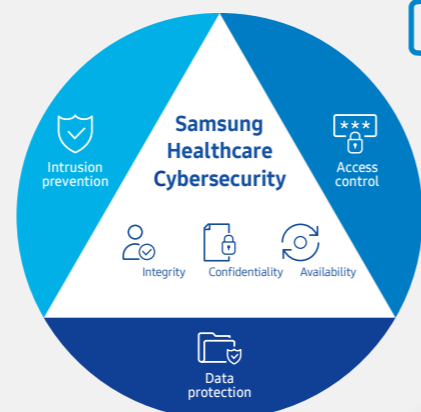 Samsung
Healthcare
Cybersecurity
Intrusion
prevention
***
Access
control
Integrity
Confidentiality
Availability
Data
protection